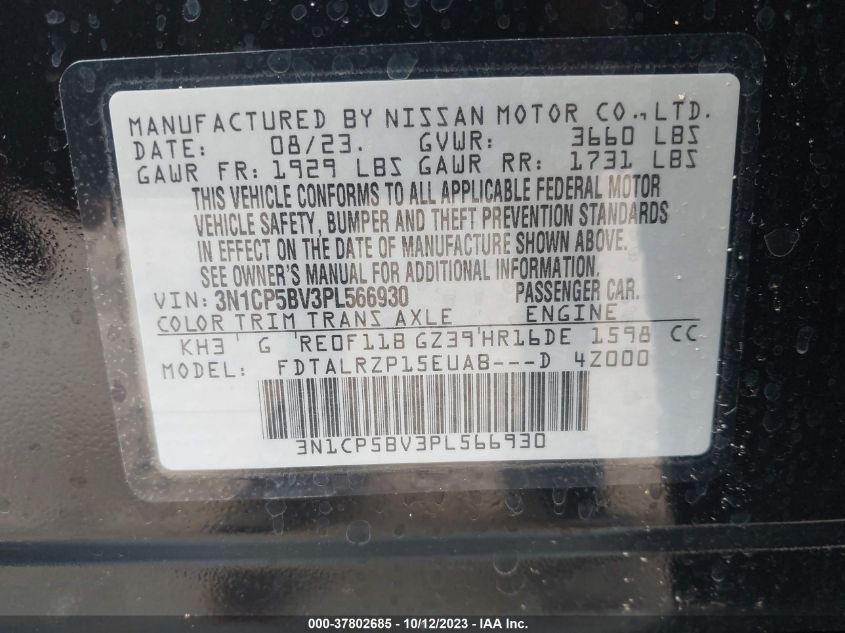 MANUFACTURED BY NISSAN MOTOR CO., LTD.
DATE: 08/23. GVWR: 3660 LBS
GAWR FR: 1929 LBS GAWR RR: 1731 LBS
THIS VEHICLE CONFORMS TO ALL APPLICABLE FEDERAL MOTOR
VEHICLE SAFETY, BUMPER AND THEFT PREVENTION STANDARDS
IN EFFECT ON THE DATE OF MANUFACTURE SHOWN ABOVE.
SEE OWNER'S MANUAL FOR ADDITIONAL INFORMATION.
VIN: 3N1CP5BV3PL566930 PASSENGER CAR.
COLOR TRIM TRANS AXLE ENGINE
KH3 G RE0F11B GZ39 HR16DE 1598 CC
MODEL: FDTALRZP15EUAB---D 4Z000
3N1CP5BV3PL566930
000-37802685 - 10/12/2023 - IAA Inc.